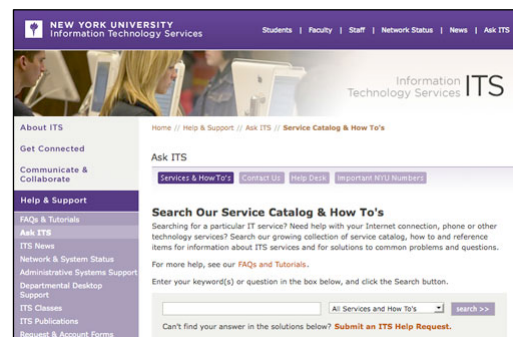 NEW YORK UNIVERSITY
Information Technology Services
Students | Faculty | Staff | Network Status | News | Ask ITS
Information
Technology Services ITS
About ITS
Get Connected
Communicate &
Collaborate
Help & Support
FAQs & Tutorials
Ask ITS
ITS News
Network & System Status
Administrative Systems Support
Departmental Desktop
Support
ITS Classes
ITS Publications
Request & Account Forms
Home // Help & Support // Ask ITS // Service Catalog & How To's
Ask ITS
Services & How To's
Contact Us
Help Desk
Important NYU Numbers
Search Our Service Catalog & How To's
Searching for a particular IT service? Need help with your Internet connection, phone or other
technology services? Search our growing collection of service catalog, how to and reference
items for information about ITS services and for solutions to common problems and questions.
For more help, see our FAQs and Tutorials.
Enter your keyword(s) or question in the box below, and click the Search button.
All Services and How To's
search >>
Can't find your answer in the solutions below? Submit an ITS Help Request.